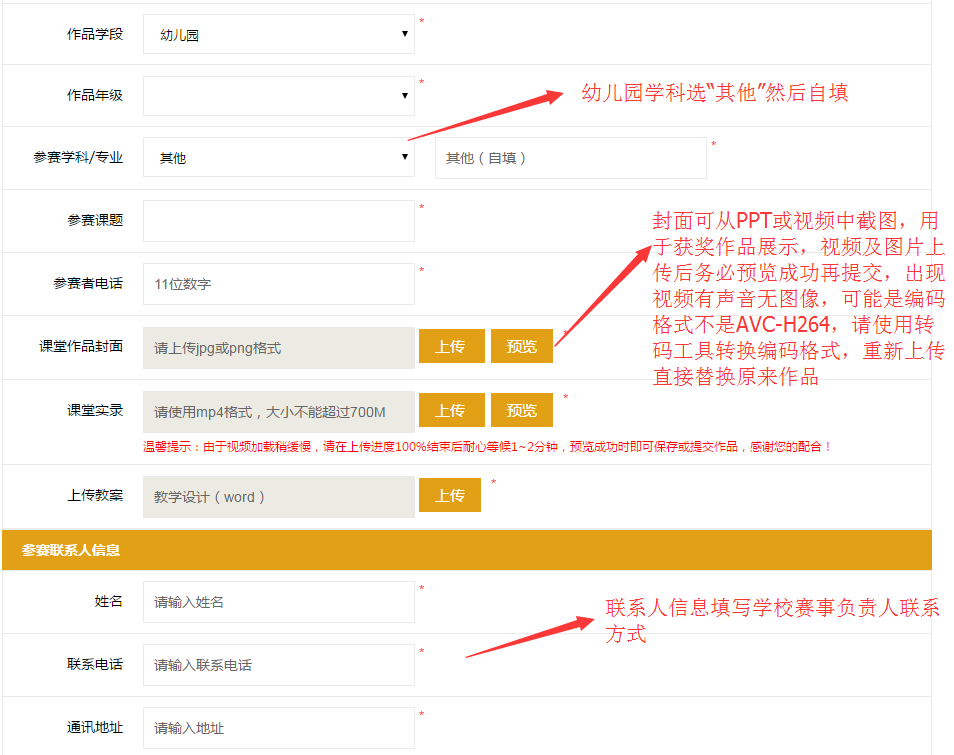 作品学段 幼儿园 *
作品年级 *
幼儿园学科选“其他”然后自填
参赛学科/专业 其他 其他（自填） *
参赛课题 *
参赛者电话 11位数字 *
封面可从PPT或视频中截图，用
于获奖作品展示，视频及图片上
传后务必预览成功再提交，出现
视频有声音无图像，可能是编码
格式不是AVC-H264，请使用转
码工具转换编码格式，重新上传
直接替换原来作品
课堂作品封面 请上传jpg或png格式 上传 预览 *
课堂实录 请使用mp4格式，大小不能超过700M 上传 预览 *
温馨提示：由于视频加载稍缓慢，请在上传进度100%结束后耐心等候1~2分钟，预览成功时即可保存或提交作品，感谢您的配合！
上传教案 教学设计（word） 上传 *
参赛联系人信息
姓名 请输入姓名 *
联系人信息填写学校赛事负责人联系
方式
联系电话 请输入联系电话 *
通讯地址 请输入地址 *